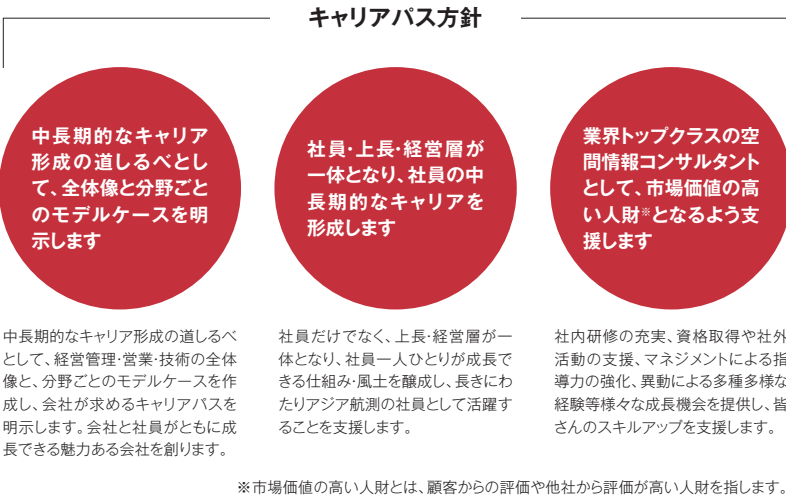 キャリアパス方針
中長期的なキャリア
形成の道しるべとし
て、全体像と分野ごと
のモデルケースを明
示します
社員・上長・経営層が
一体となり、社員の中
長期的なキャリアを
形成します
業界トップクラスの空
間情報コンサルタント
として、市場価値の高
い人財※となるよう支
援します
中長期的なキャリア形成の道しるべ
として、経営管理・営業・技術の全体
像と、分野ごとのモデルケースを作
成し、会社が求めるキャリアパスを
明示します。会社と社員がともに成
長できる魅力ある会社を創ります。
社員だけでなく、上長・経営層が一
体となり、社員一人ひとりが成長で
きる仕組み・風土を醸成し、長きにわ
たりアジア航測の社員として活躍す
ることを支援します。
社内研修の充実、資格取得や社外
活動の支援、マネジメントによる指
導力の強化、異動による多種多様な
経験等様々な成長機会を提供し、皆
さんのスキルアップを支援します。
※市場価値の高い人財とは、顧客からの評価や他社から評価が高い人財を指します。